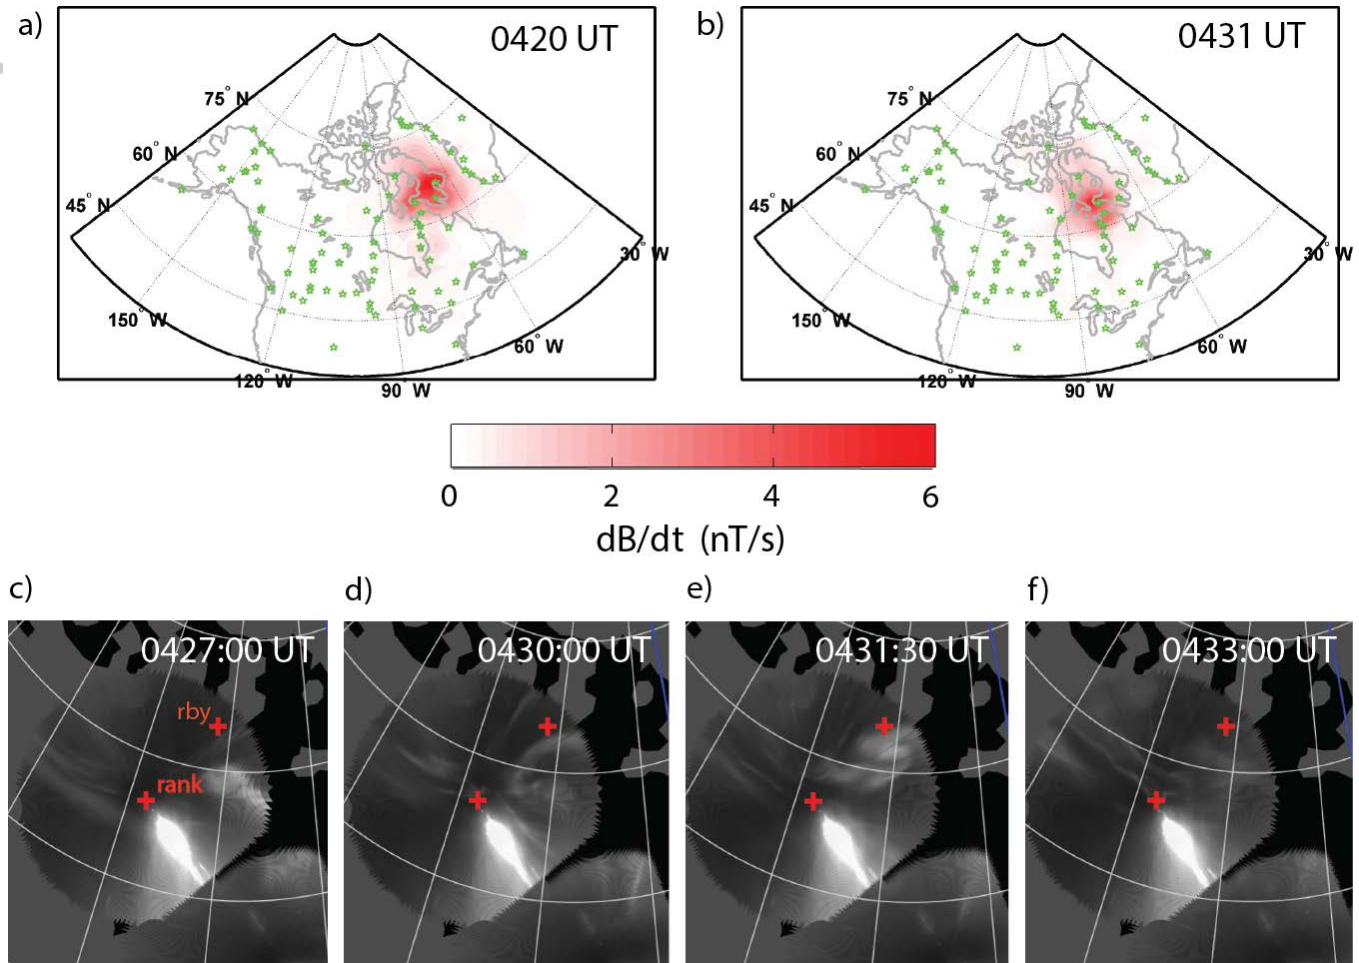 a)
0420 UT
75° N
60° N
45° N
30° W
150° W
60° W
120° W
90° W
b)
0431 UT
75° N
60° N
45° N
30° W
150° W
60° W
120° W
90° W
0 2 4 6
dB/dt (nT/s)
c)
0427:00 UT
rby
rank
d)
0430:00 UT
e)
0431:30 UT
f)
0433:00 UT